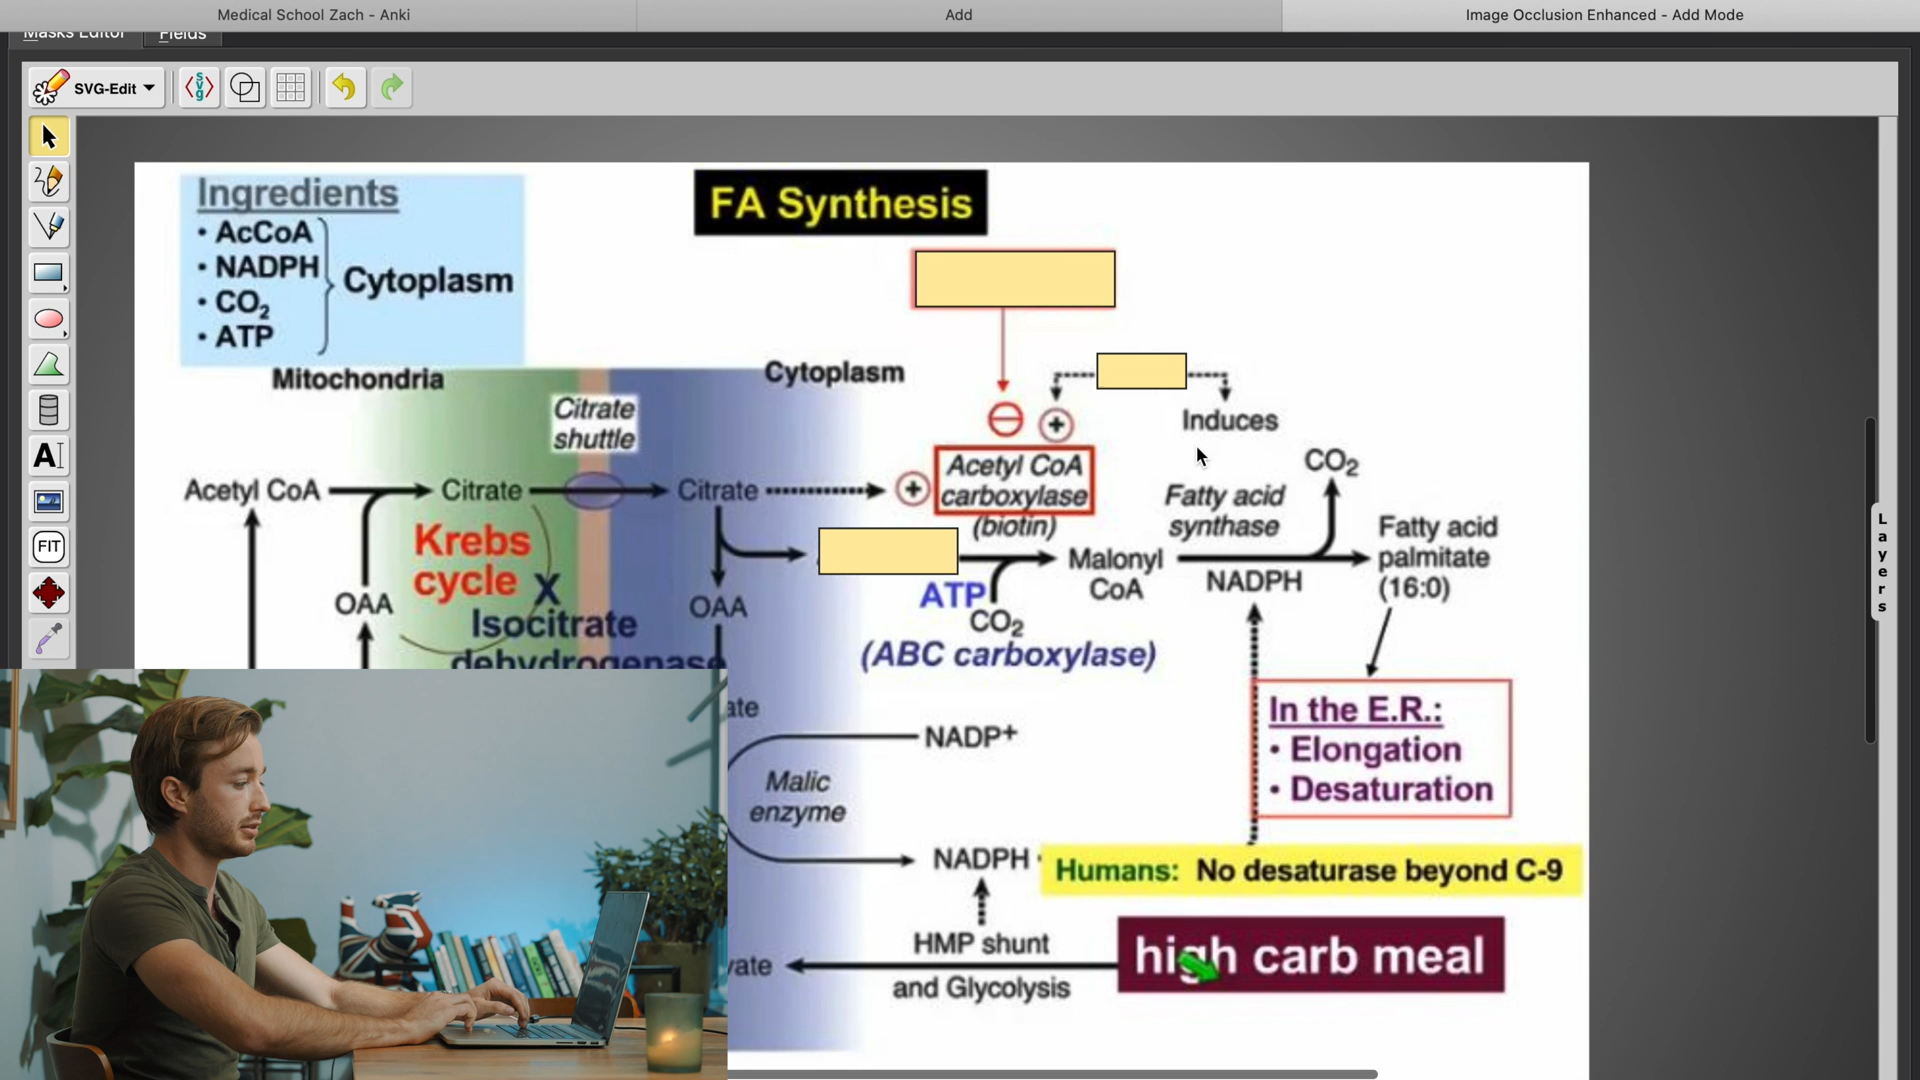 Medical School Zach - Anki
Add
Image Occlusion Enhanced - Add Mode
Masks Editor
Fields
SVG-Edit
Ingredients
• AcCoA
• NADPH
• CO₂
• ATP
Cytoplasm
FA Synthesis
Mitochondria
Cytoplasm
Citrate
shuttle
Induces
Acetyl CoA
Citrate
Citrate
Acetyl CoA
carboxylase
(biotin)
Fatty acid
synthase
CO₂
Fatty acid
palmitate
(16:0)
Krebs
cycle
X
Isocitrate
dehydrogenase
OAA
OAA
ATP
CO₂
Malonyl
CoA
NADPH
(ABC carboxylase)
In the E.R.:
• Elongation
• Desaturation
NADP+
Malic
enzyme
NADPH
Humans: No desaturase beyond C-9
HMP shunt
and Glycolysis
high carb meal
A
FIT
Layers